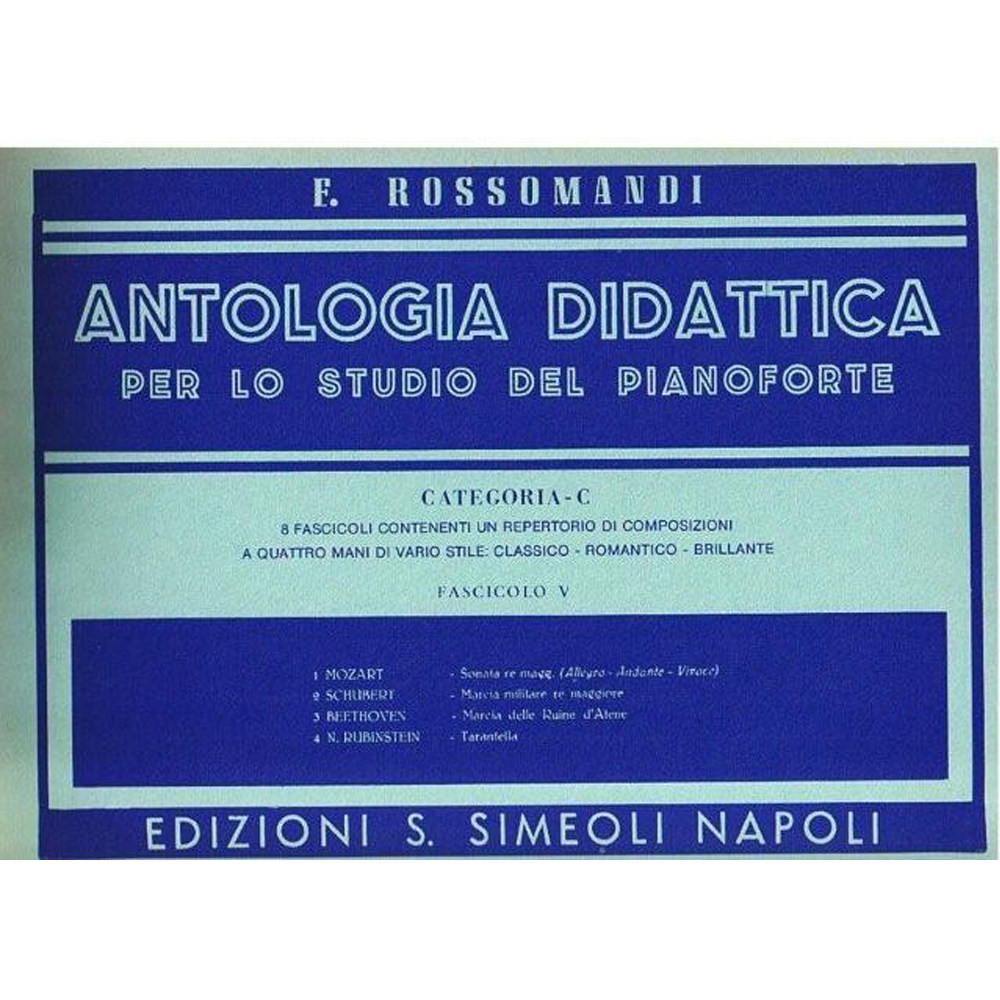 F. ROSSOMANDI
ANTOLOGIA DIDATTICA
PER LO STUDIO DEL PIANOFORTE
CATEGORIA-C
8 FASCICOLI CONTENENTI UN REPERTORIO DI COMPOSIZIONI
A QUATTRO MANI DI VARIO STILE: CLASSICO - ROMANTICO - BRILLANTE
FASCICOLO V
1 MOZART - Sonata re magg. (Allegro - Andante - Vivace)
2 SCHUBERT - Marcia militare re maggiore
3 BEETHOVEN - Marcia delle Ruine d'Atene
4 N. RUBINSTEIN - Tarantella
EDIZIONI S. SIMEOLI NAPOLI